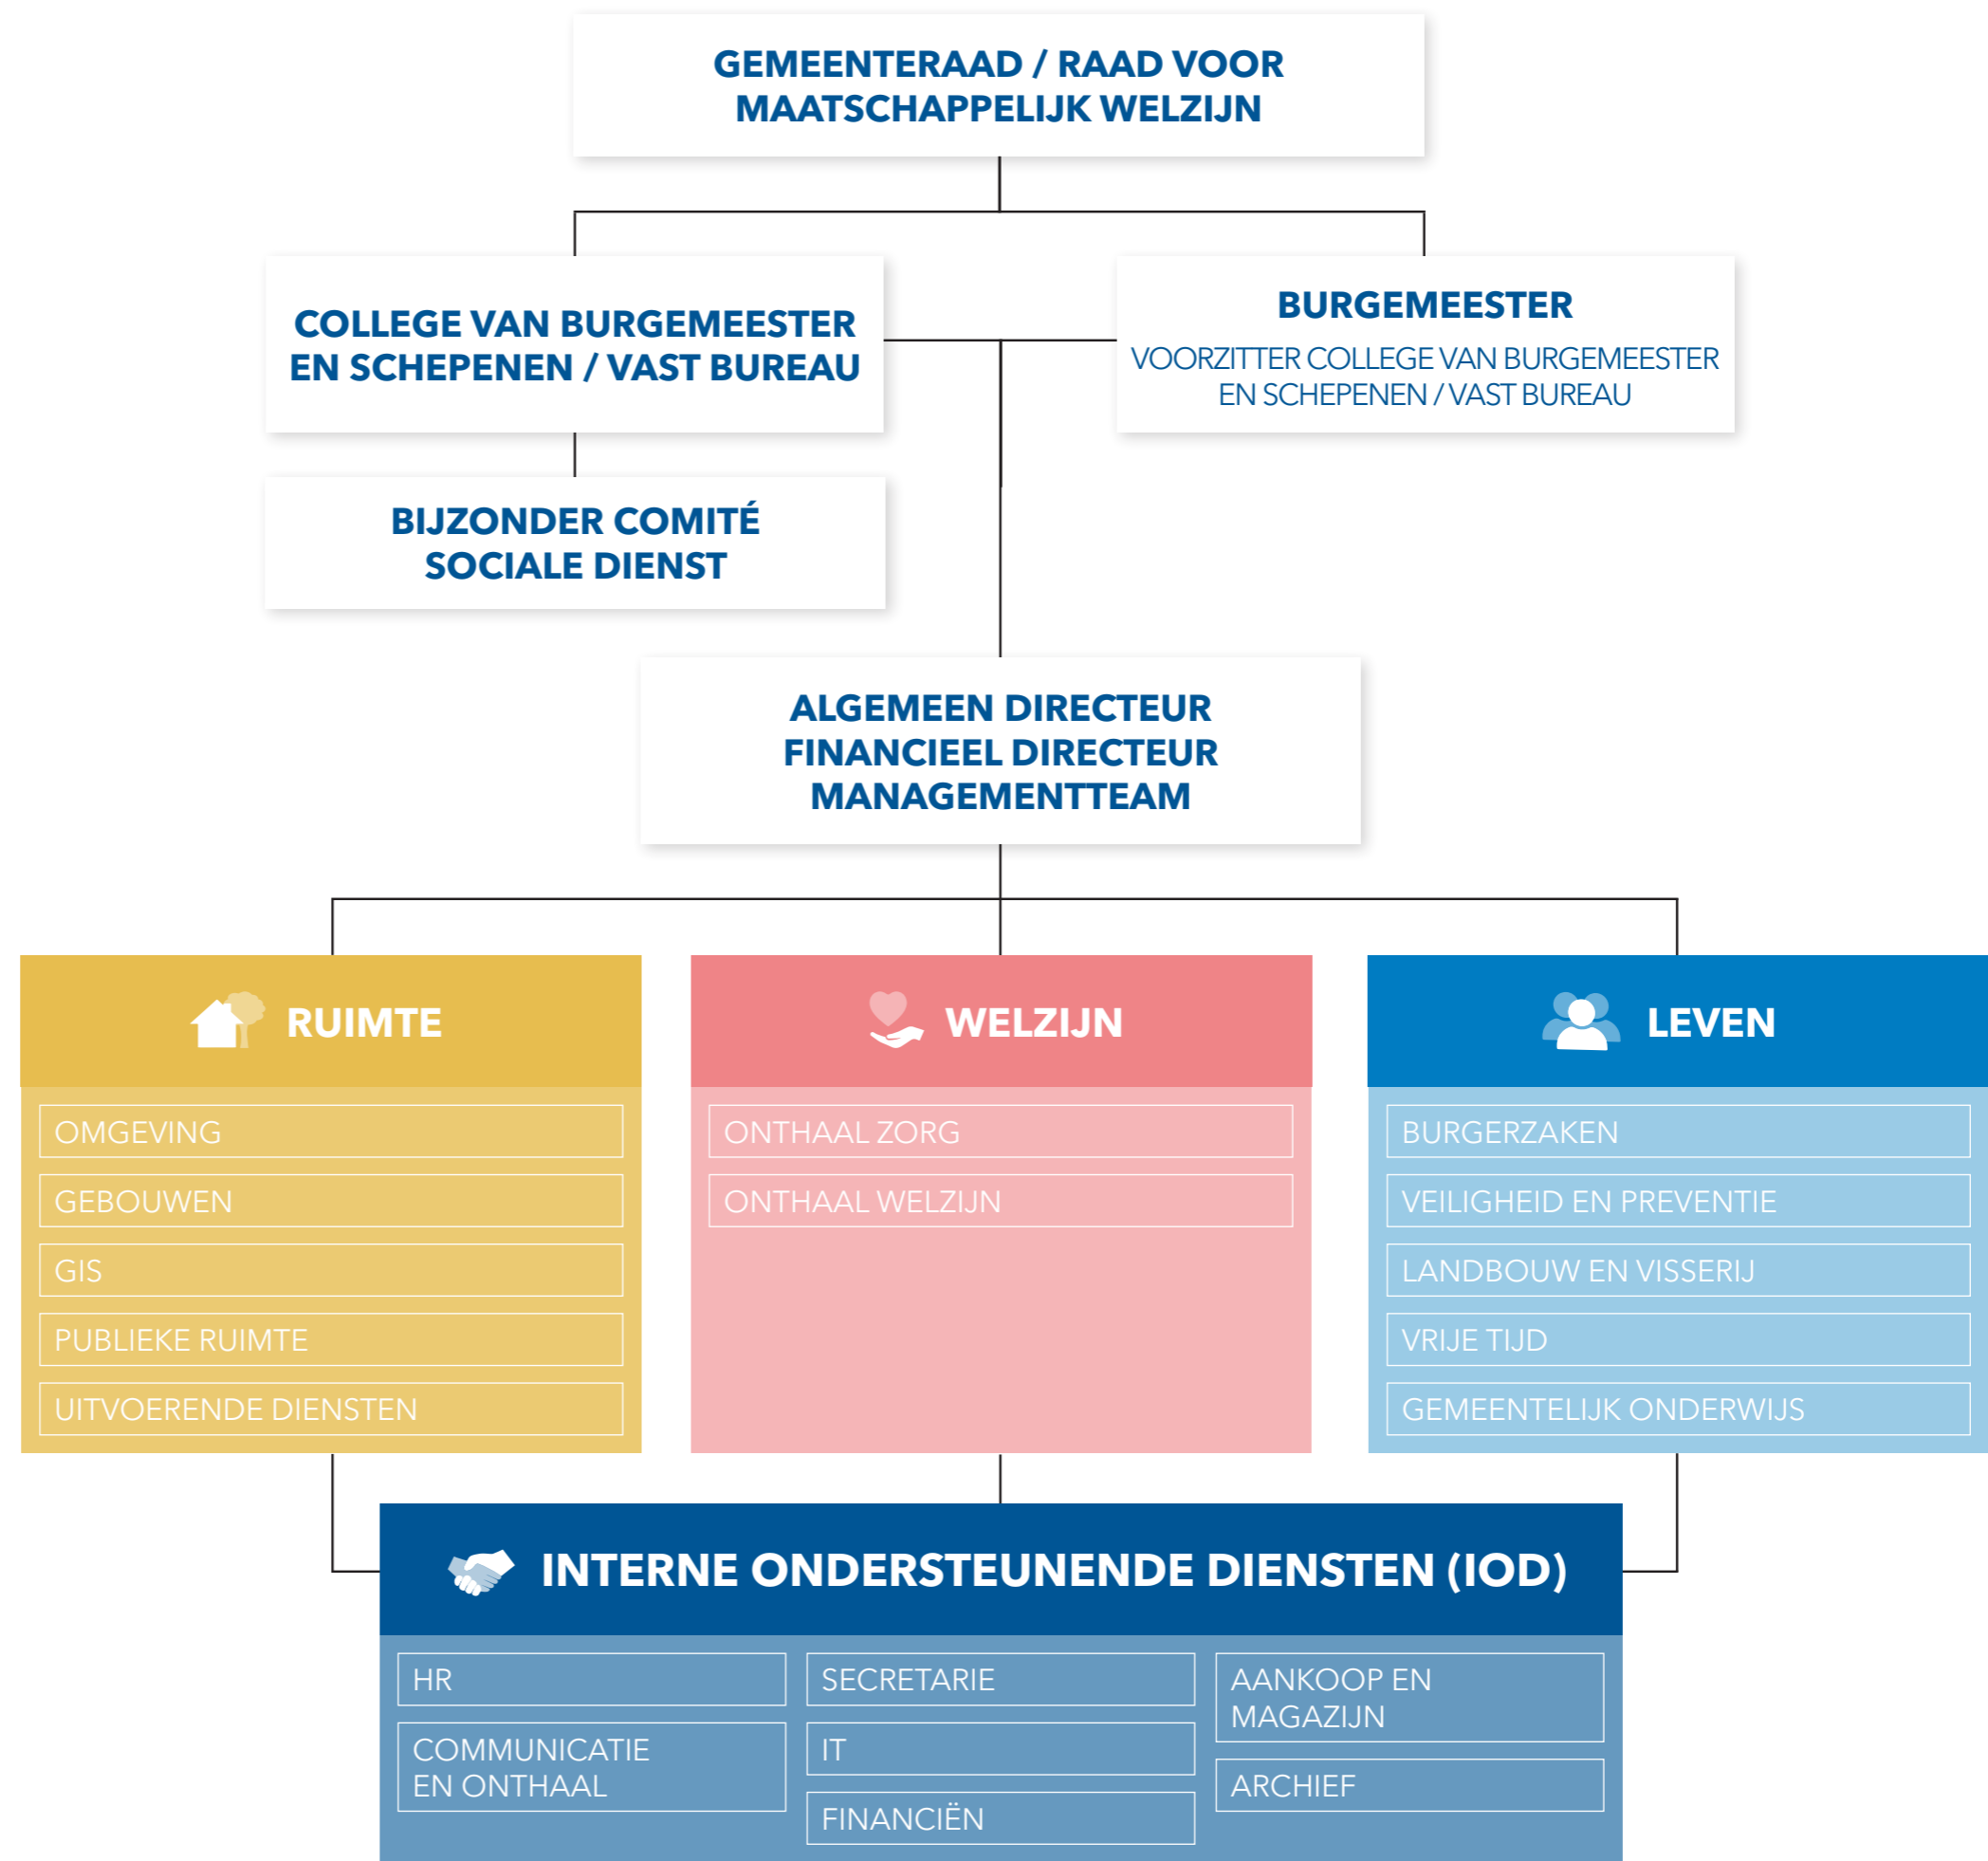 GEMEENTERAAD / RAAD VOOR
MAATSCHAPPELIJK WELZIJN
COLLEGE VAN BURGEMEESTER
EN SCHEPENEN / VAST BUREAU
BURGEMEESTER
VOORZITTER COLLEGE VAN BURGEMEESTER
EN SCHEPENEN / VAST BUREAU
BIJZONDER COMITÉ
SOCIALE DIENST
ALGEMEEN DIRECTEUR
FINANCIEEL DIRECTEUR
MANAGEMENTTEAM
RUIMTE
OMGEVING
GEBOUWEN
GIS
PUBLIEKE RUIMTE
UITVOERENDE DIENSTEN
WELZIJN
ONTHAAL ZORG
ONTHAAL WELZIJN
LEVEN
BURGERZAKEN
VEILIGHEID EN PREVENTIE
LANDBOUW EN VISSERIJ
VRIJE TIJD
GEMEENTELIJK ONDERWIJS
INTERNE ONDERSTEUNENDE DIENSTEN (IOD)
HR
COMMUNICATIE
EN ONTHAAL
SECRETARIE
IT
FINANCIËN
AANKOOP EN
MAGAZIJN
ARCHIEF